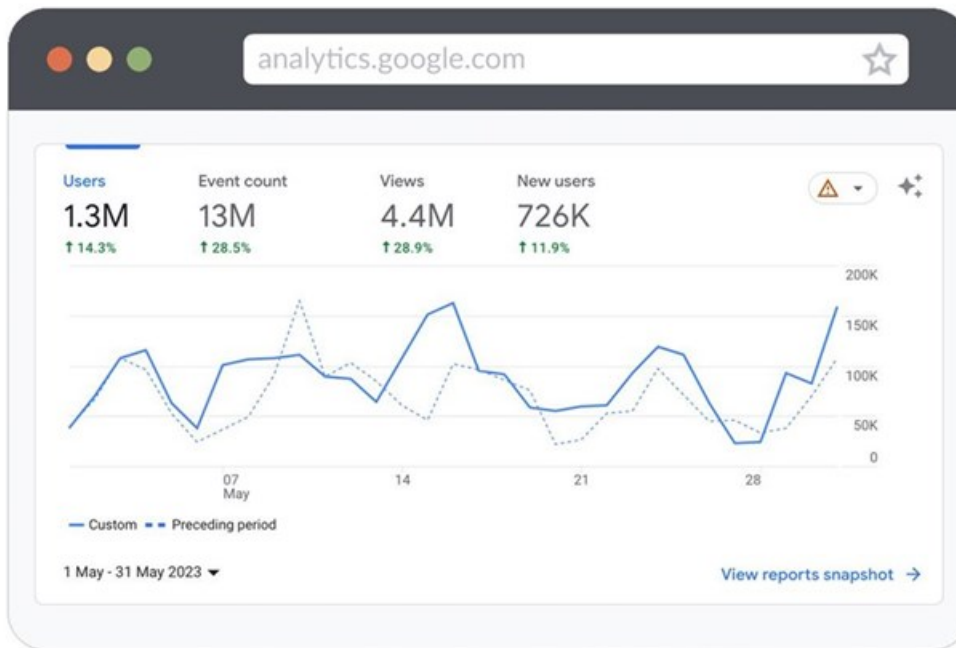 analytics.google.com
Users Event count Views New users
1.3M 13M 4.4M 726K
↑ 14.3% ↑ 28.5% ↑ 28.9% ↑ 11.9%
200K
150K
100K
50K
0
07 14 21 28
May
Custom Preceding period
1 May - 31 May 2023
View reports snapshot →